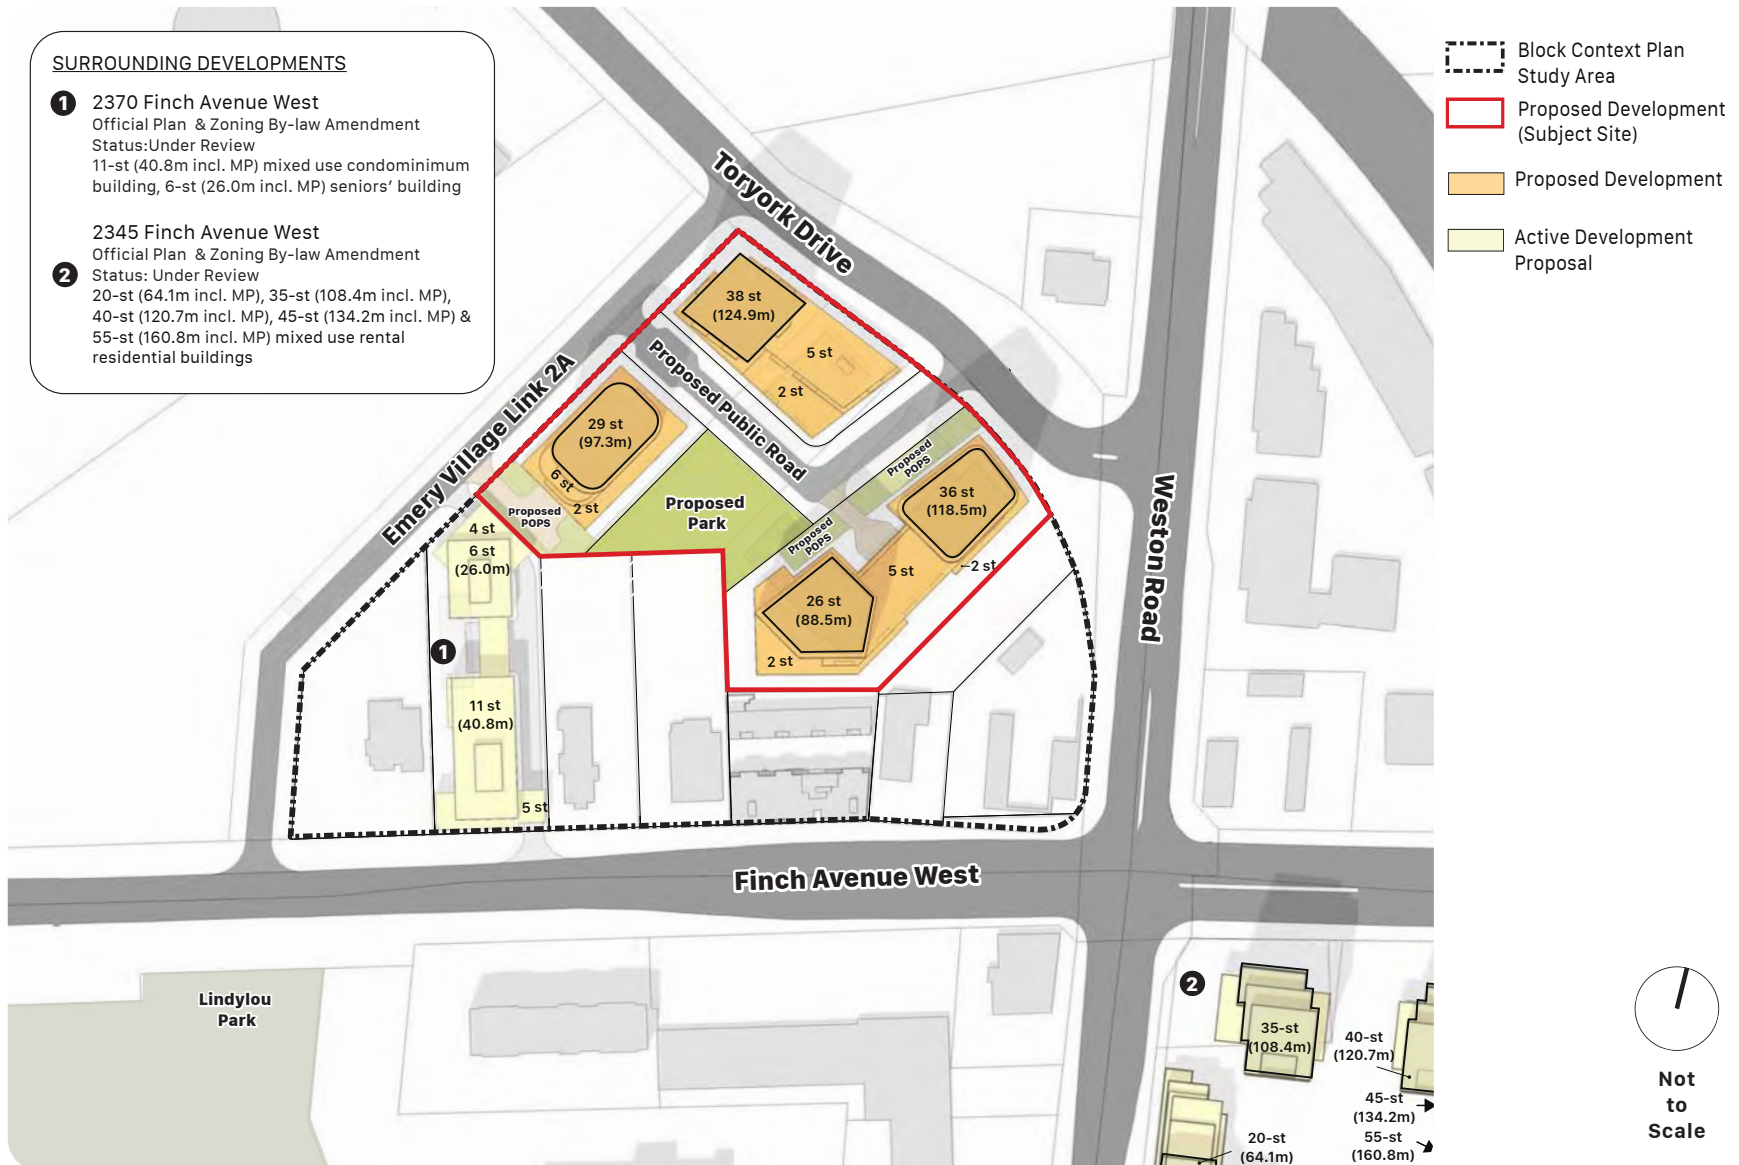 SURROUNDING DEVELOPMENTS
1
2370 Finch Avenue West
Official Plan & Zoning By-law Amendment
Status:Under Review
11-st (40.8m incl. MP) mixed use condominimum
building, 6-st (26.0m incl. MP) seniors' building
2345 Finch Avenue West
Official Plan & Zoning By-law Amendment
2
Status: Under Review
20-st (64.1m incl. MP), 35-st (108.4m incl. MP),
40-st (120.7m incl. MP), 45-st (134.2m incl. MP) &
55-st (160.8m incl. MP) mixed use rental
residential buildings
Block Context Plan
Study Area
Proposed Development
(Subject Site)
Proposed Development
Active Development
Proposal
Toryork Drive
38 st
(124.9m)
5 st
2 st
Proposed Public Road
Emery Village Link 2A
29 st
(97.3m)
6 st
2 st
Proposed
POPS
Proposed
Park
Proposed
POPS
Proposed
POPS
36 st
(118.5m)
5 st
2 st
26 st
(88.5m)
2 st
4 st
6 st
(26.0m)
1
11 st
(40.8m)
5 st
Weston Road
Finch Avenue West
Lindylou
Park
2
35-st
(108.4m)
40-st
(120.7m)
45-st
(134.2m)
55-st
(160.8m)
20-st
(64.1m)
Not
to
Scale